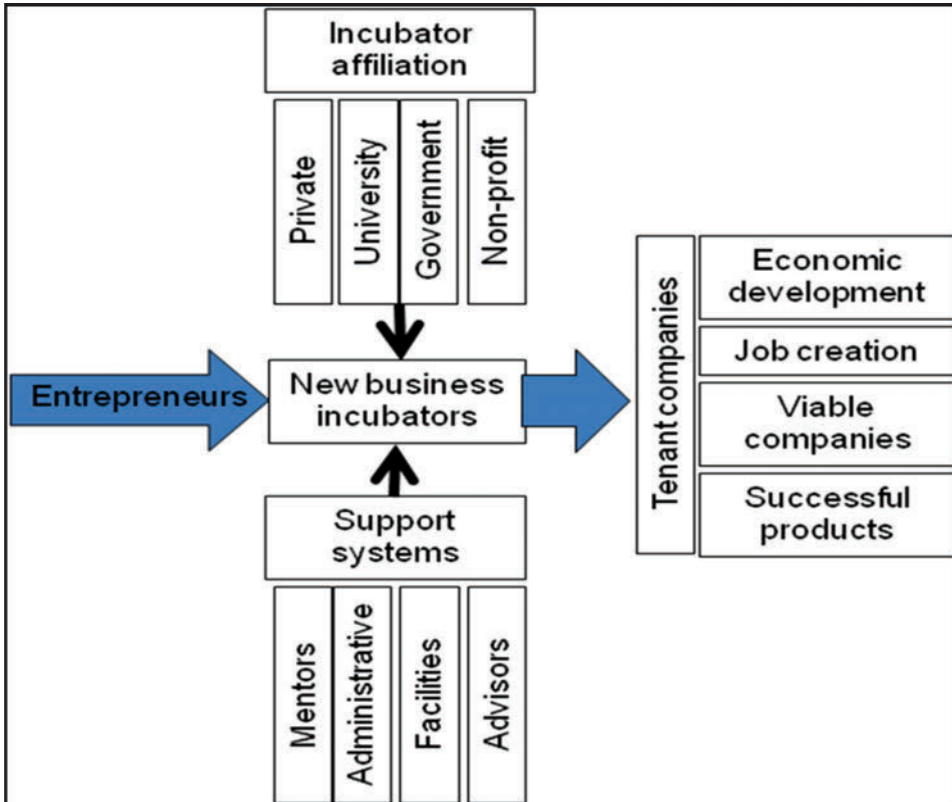 Incubator
affiliation
Private
University
Government
Non-profit
Entrepreneurs
New business
incubators
Support
systems
Mentors
Administrative
Facilities
Advisors
Tenant companies
Economic
development
Job creation
Viable
companies
Successful
products